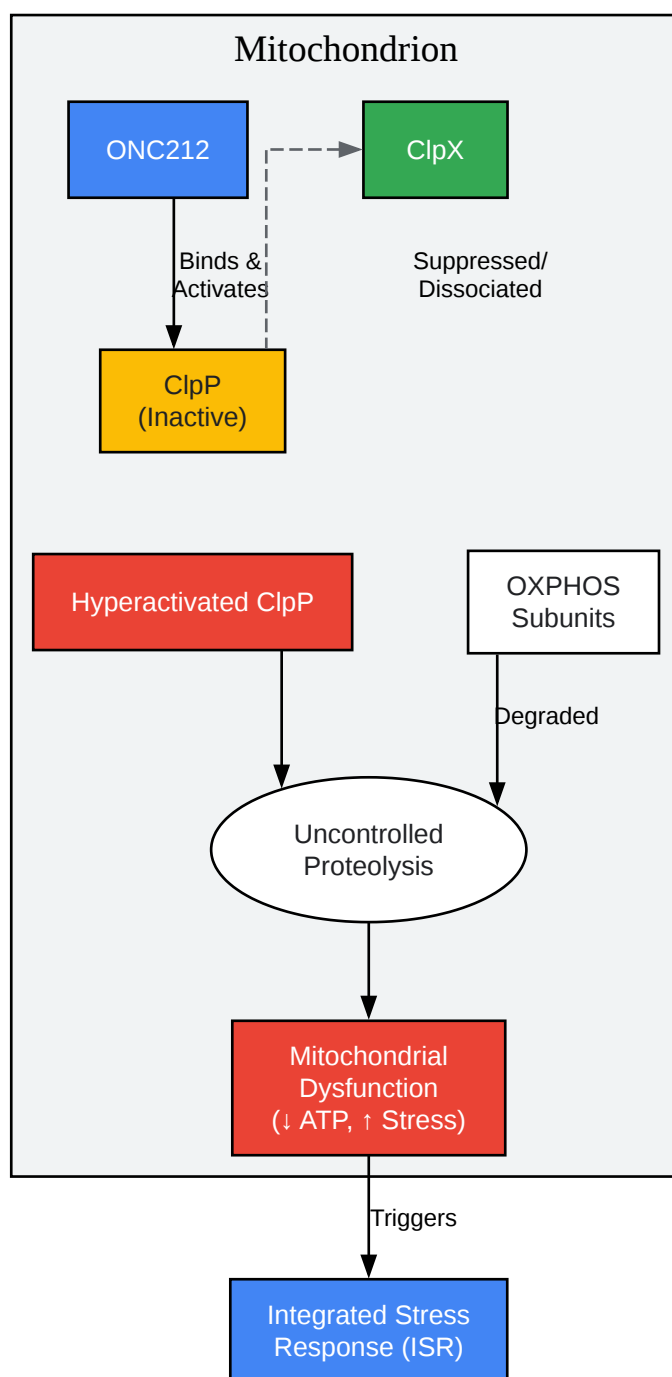 Mitochondrion
ONC212
ClpX
Binds &
Activates
Suppressed/
Dissociated
ClpP
(Inactive)
Hyperactivated ClpP
OXPHOS
Subunits
Degraded
Uncontrolled
Proteolysis
Mitochondrial
Dysfunction
(↓ ATP, ↑ Stress)
Triggers
Integrated Stress
Response (ISR)